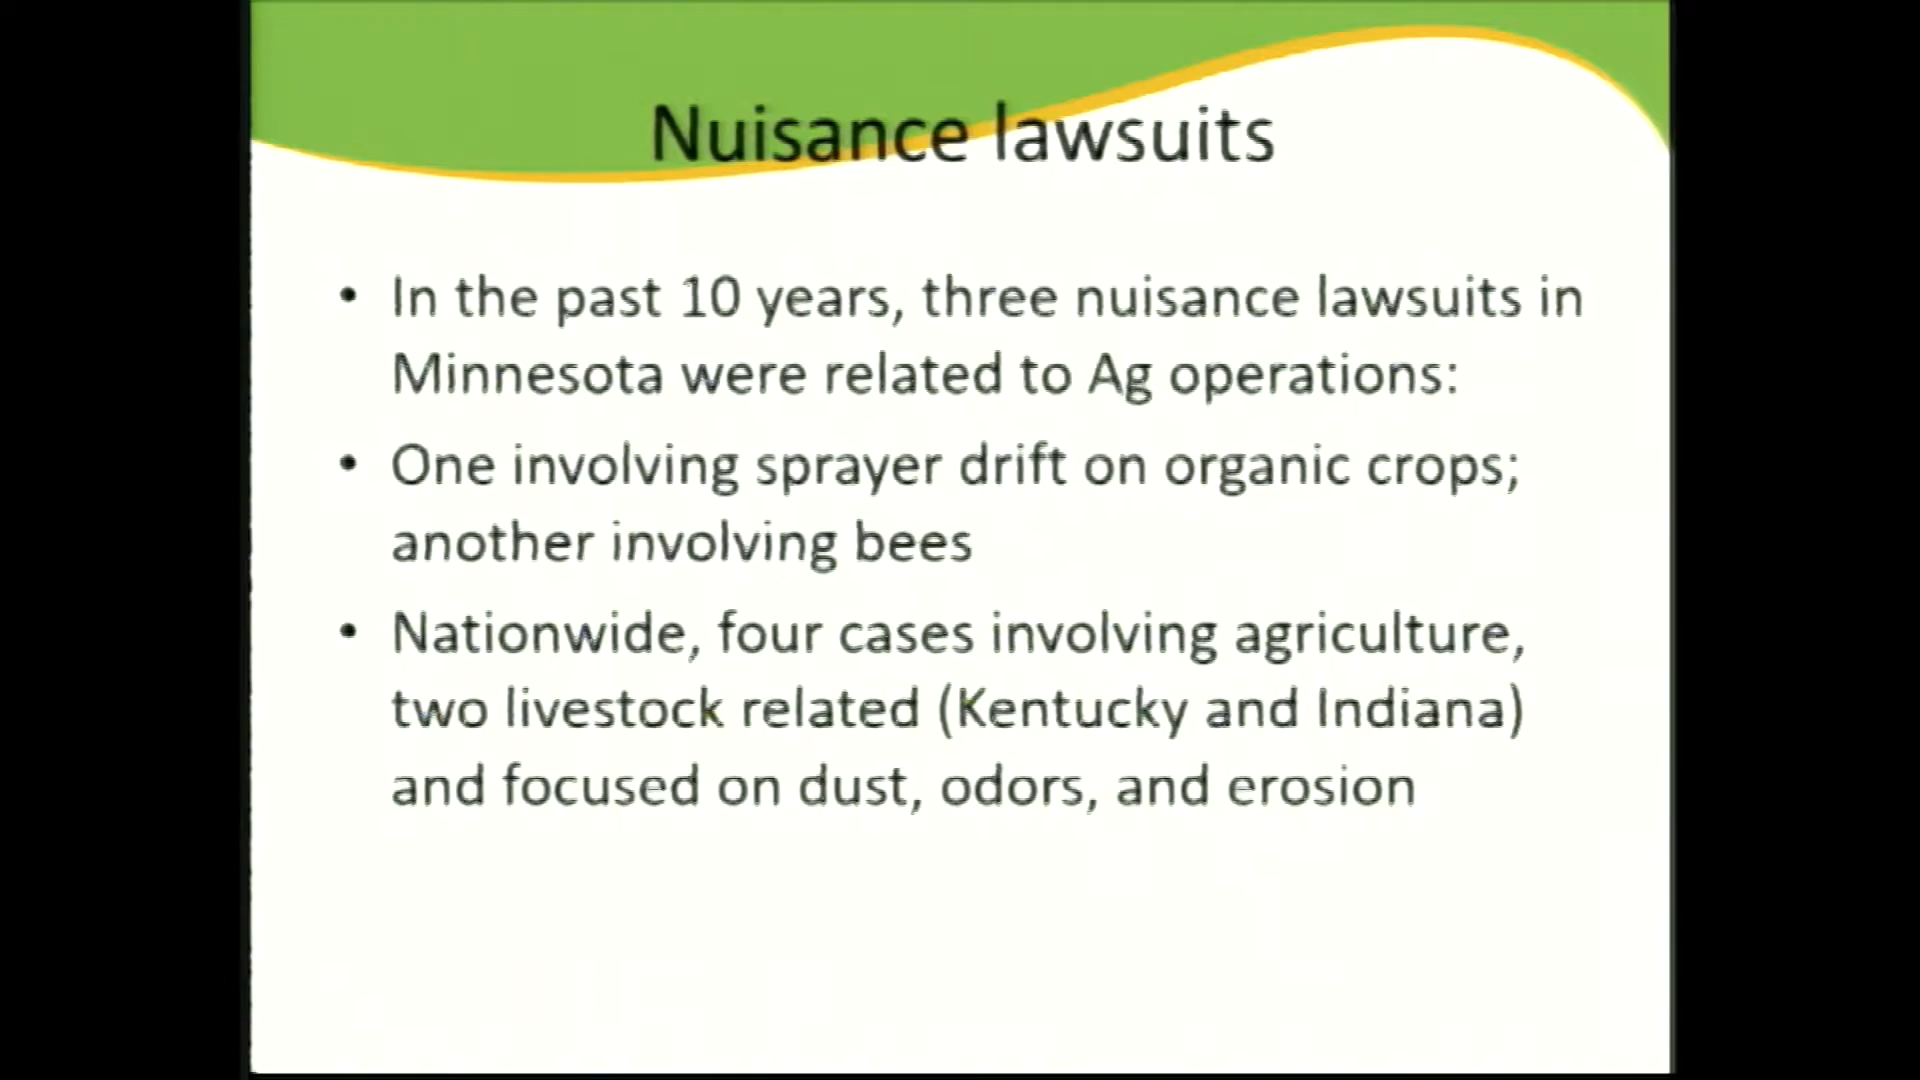 Nuisance lawsuits
• In the past 10 years, three nuisance lawsuits in
Minnesota were related to Ag operations:
• One involving sprayer drift on organic crops;
another involving bees
• Nationwide, four cases involving agriculture,
two livestock related (Kentucky and Indiana)
and focused on dust, odors, and erosion